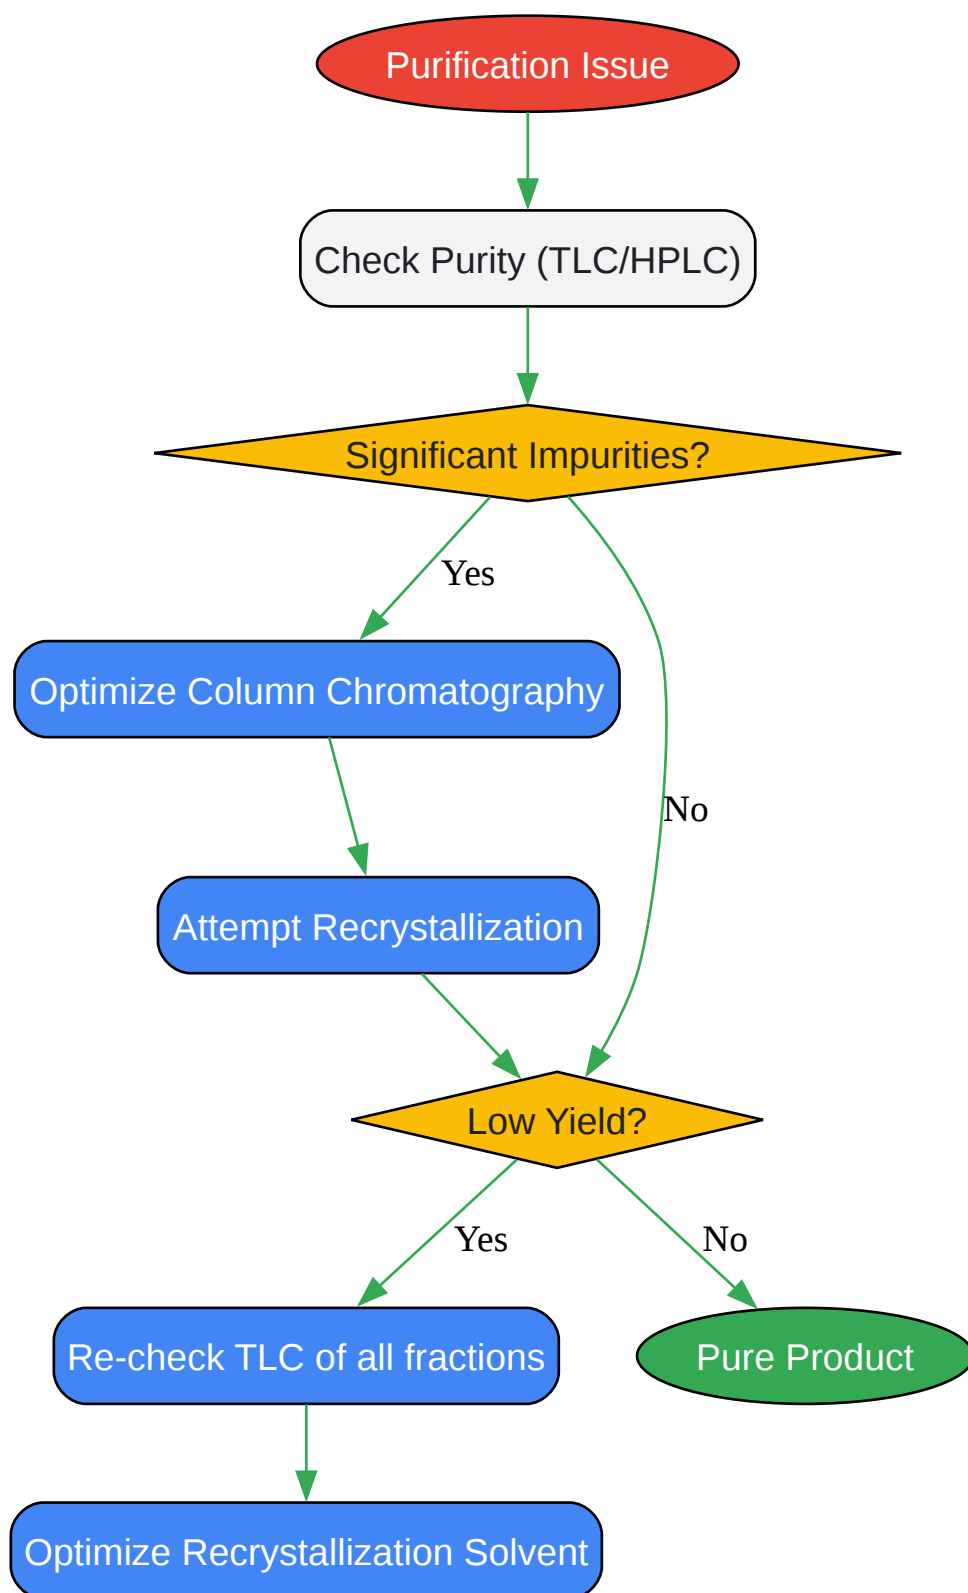 Purification Issue
Check Purity (TLC/HPLC)
Significant Impurities?
Yes
Optimize Column Chromatography
No
Attempt Recrystallization
Low Yield?
Yes
No
Re-check TLC of all fractions
Pure Product
Optimize Recrystallization Solvent